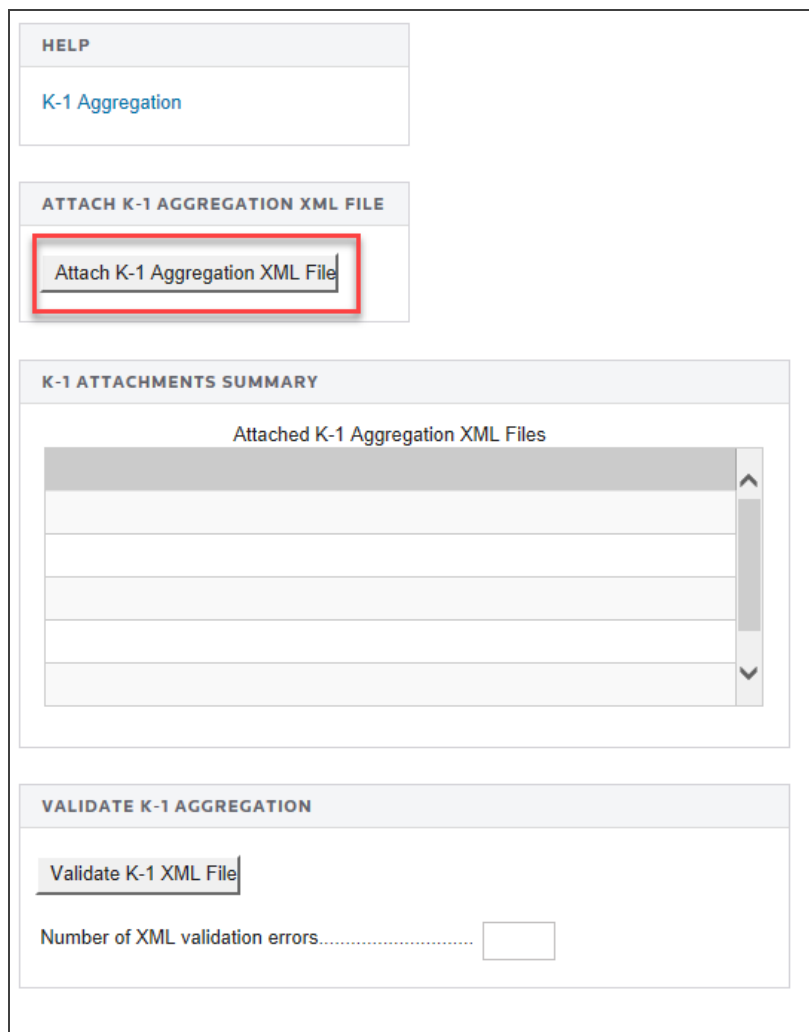 HELP
K-1 Aggregation
ATTACH K-1 AGGREGATION XML FILE
Attach K-1 Aggregation XML File
K-1 ATTACHMENTS SUMMARY
Attached K-1 Aggregation XML Files
VALIDATE K-1 AGGREGATION
Validate K-1 XML File
Number of XML validation errors.............................